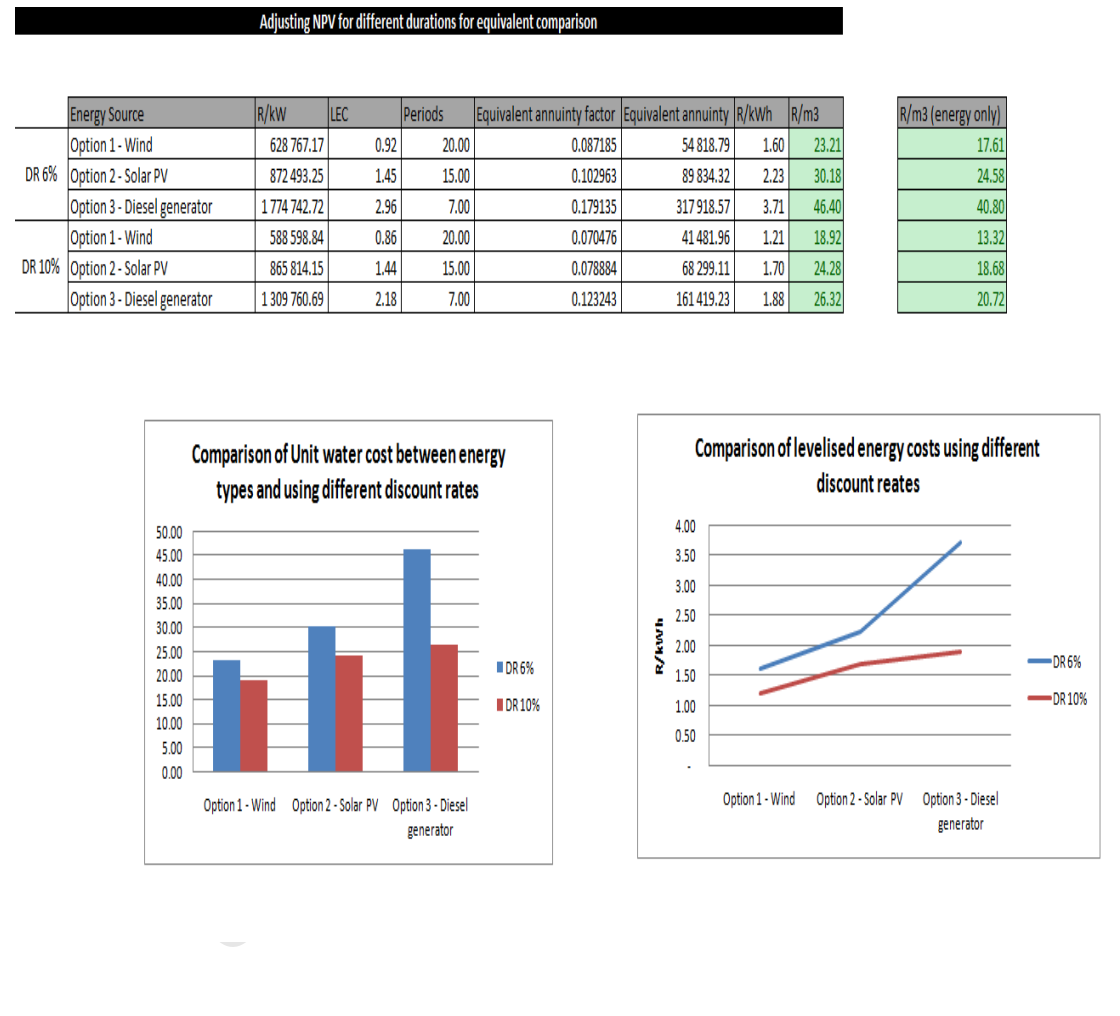 Adjusting NPV for different durations for equivalent comparison
Energy Source R/kW LEC Periods Equivalent annuinty factor Equivalent annuinty R/kWh R/m3 R/m3 (energy only)
Option 1 - Wind 628 767.17 0.92 20.00 0.087185 54 818.79 1.60 23.21 17.61
DR 6% Option 2 - Solar PV 872 493.25 1.45 15.00 0.102963 89 834.32 2.23 30.18 24.58
Option 3 - Diesel generator 1 774 742.72 2.96 7.00 0.179135 317 918.57 3.71 46.40 40.80
Option 1 - Wind 588 598.84 0.86 20.00 0.070476 41 481.96 1.21 18.92 13.32
DR 10% Option 2 - Solar PV 865 814.15 1.44 15.00 0.078884 68 299.11 1.70 24.28 18.68
Option 3 - Diesel generator 1 309 760.69 2.18 7.00 0.123243 161 419.23 1.88 26.32 20.72
Comparison of Unit water cost between energy
types and using different discount rates
50.00
45.00
40.00
35.00
30.00
25.00
20.00
15.00
10.00
5.00
0.00
Option 1 - Wind Option 2 - Solar PV Option 3 - Diesel
generator
DR 6%
DR 10%
Comparison of levelised energy costs using different
discount reates
4.00
3.50
3.00
2.50
2.00
1.50
1.00
0.50
-
R/kWh
Option 1 - Wind Option 2 - Solar PV Option 3 - Diesel
generator
DR 6%
DR 10%